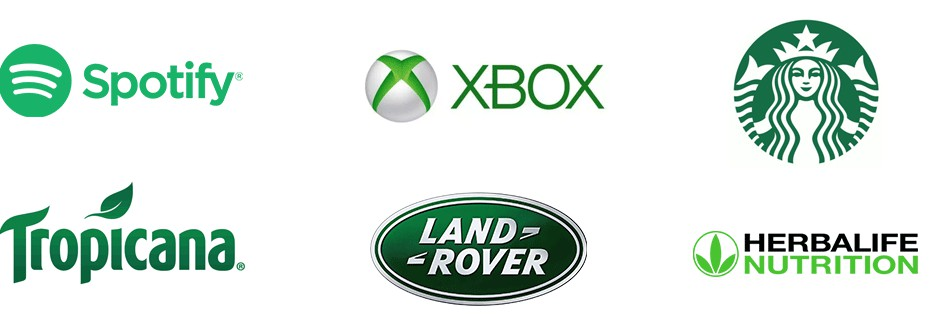 Spotify®
XBOX
Tropicana®
LAND-
-ROVER
HERBALIFE
NUTRITION